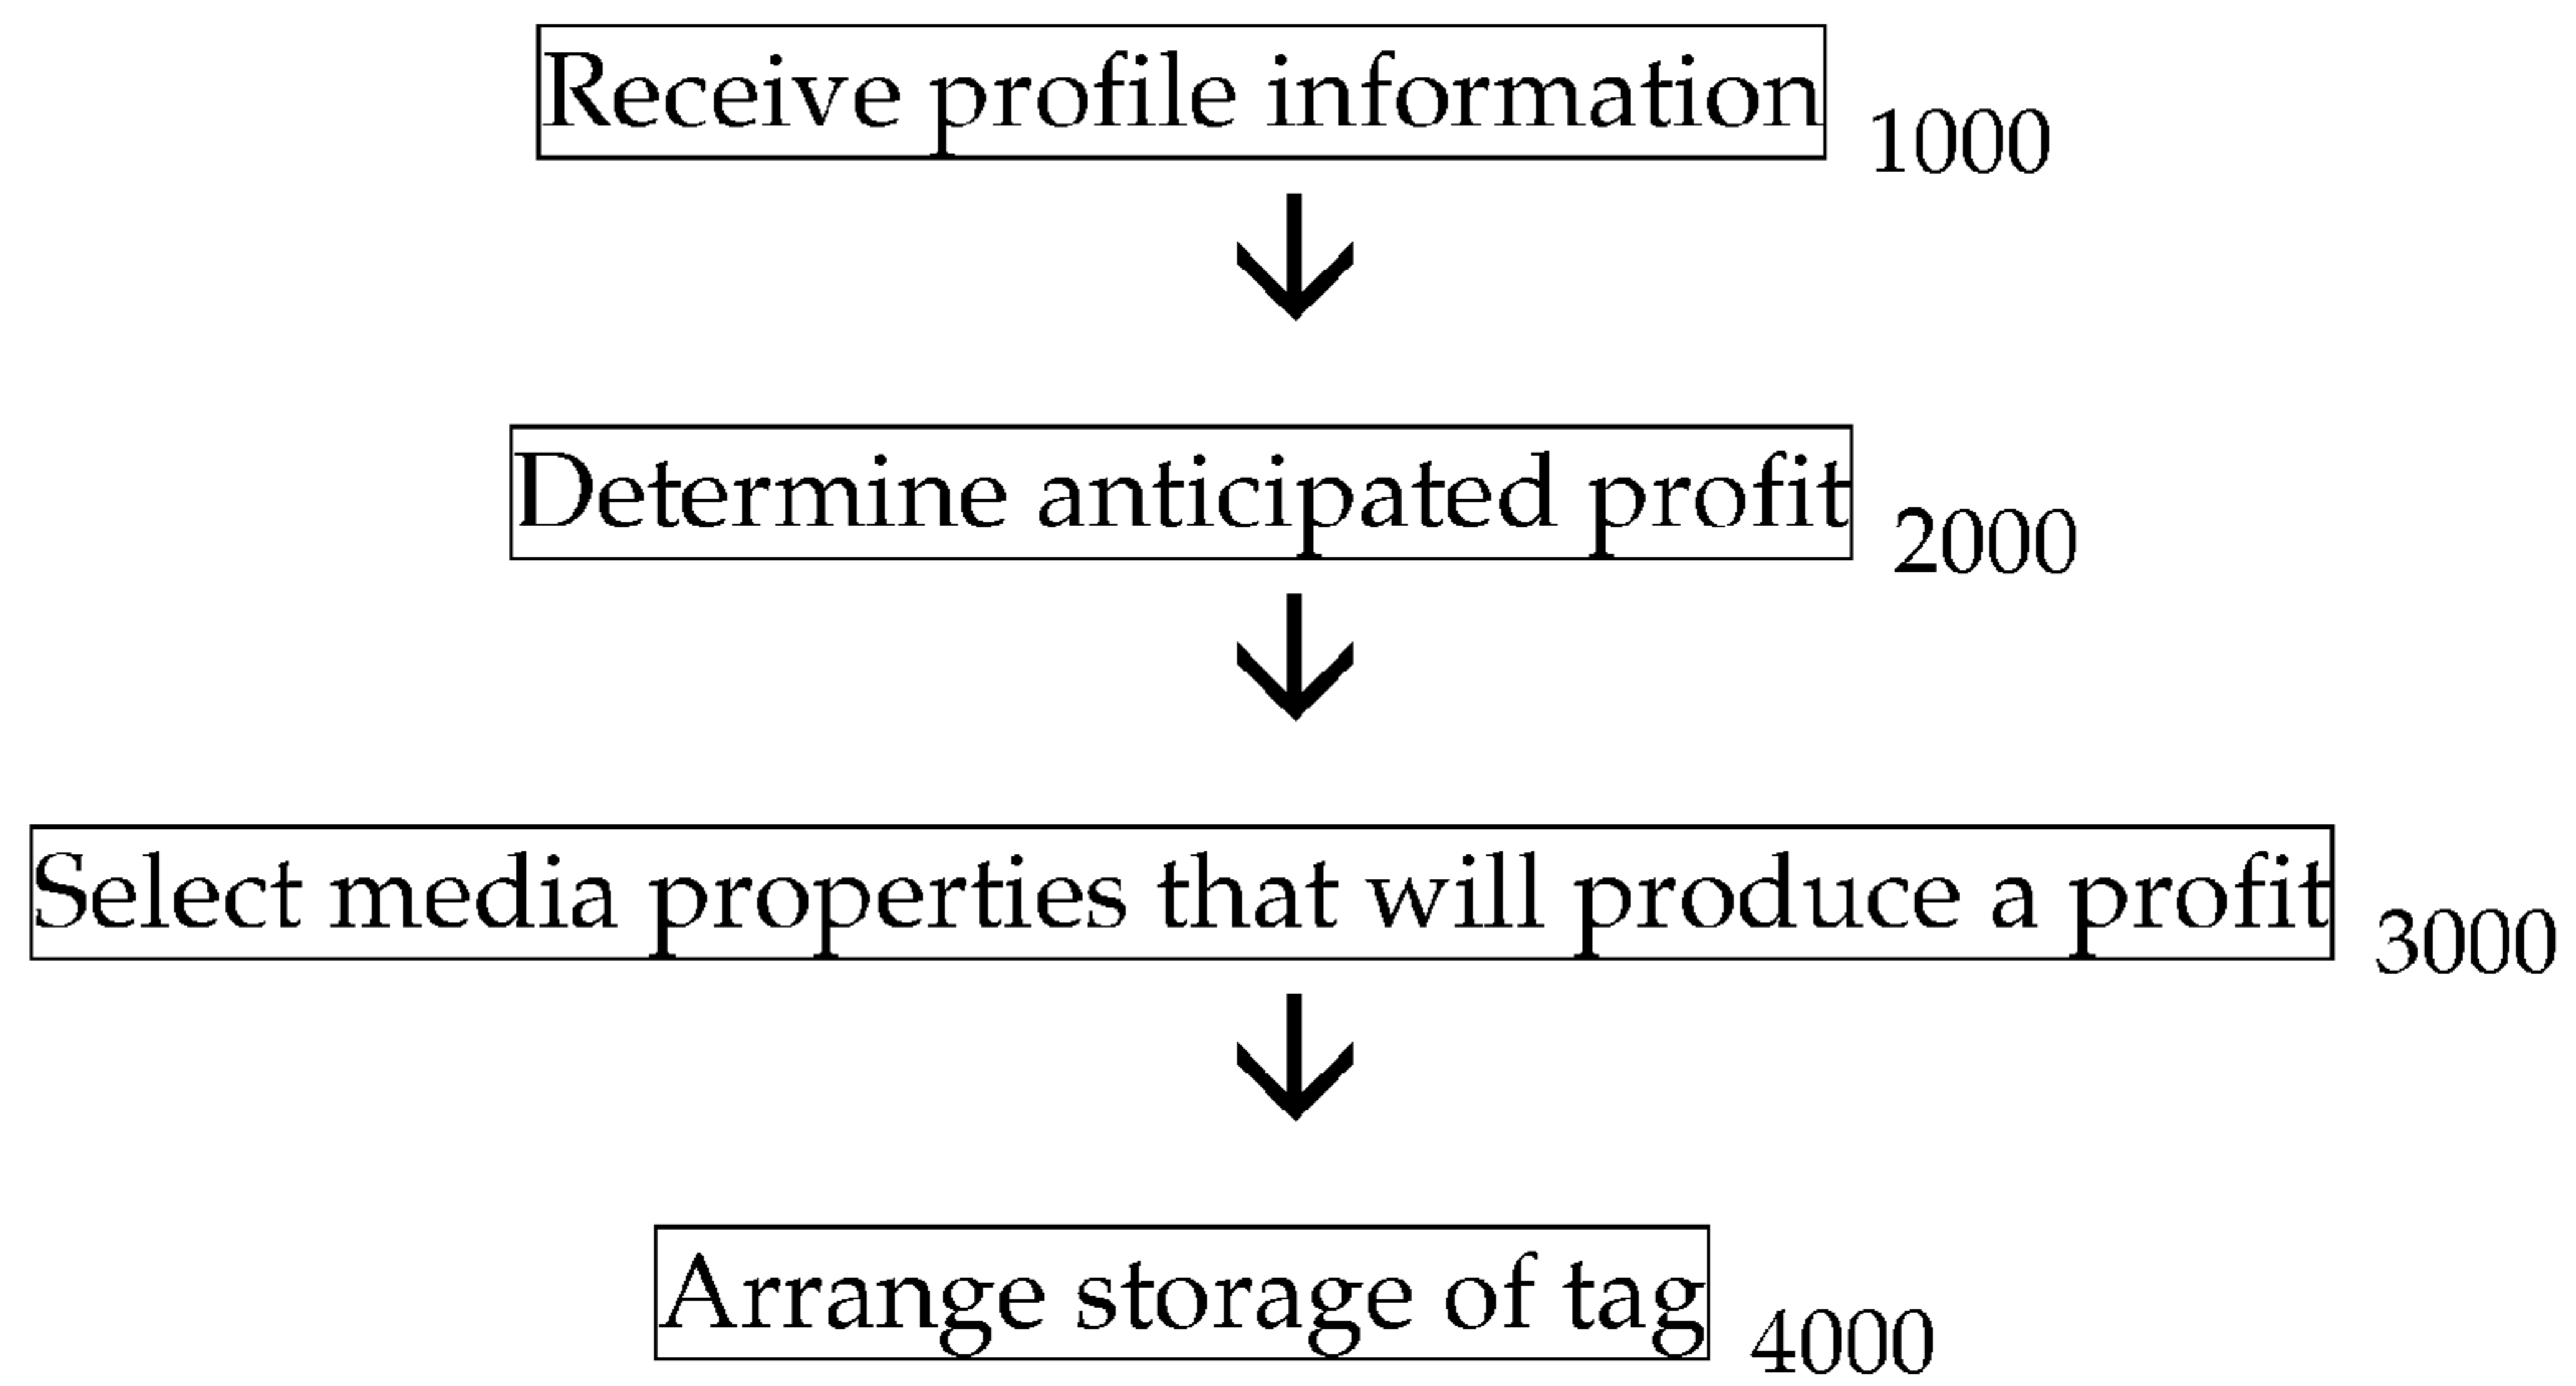 Receive profile information 1000
Determine anticipated profit 2000
Select media properties that will produce a profit 3000
Arrange storage of tag 4000